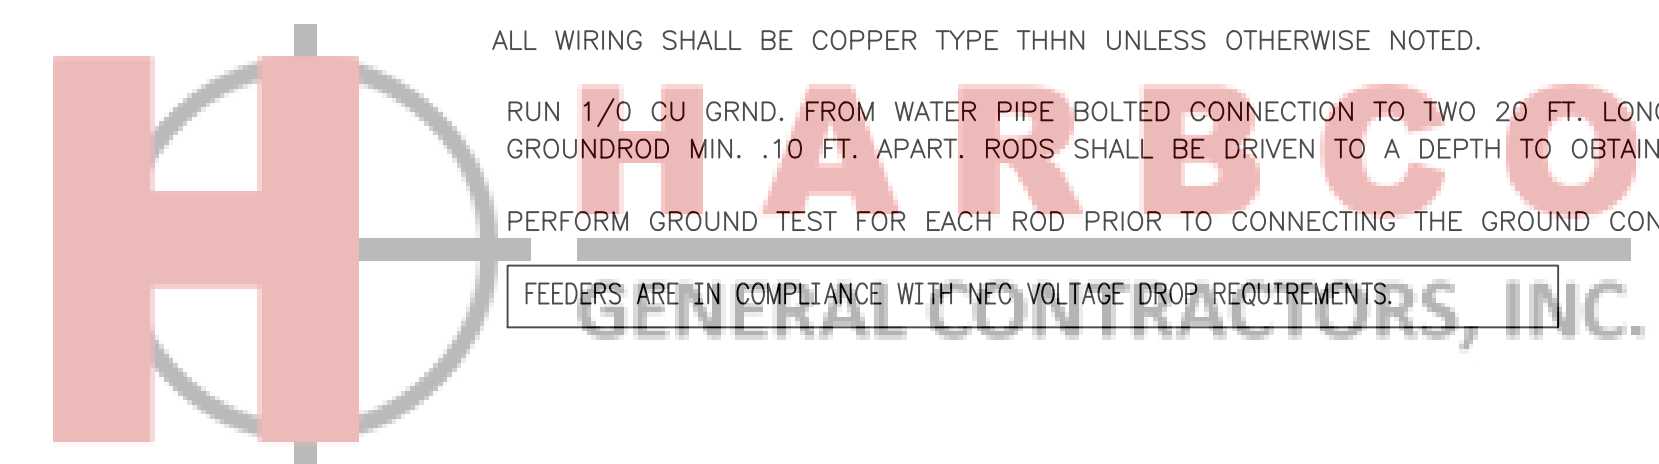 ALL WIRING SHALL BE COPPER TYPE THHN UNLESS OTHERWISE NOTED.
RUN 1/0 CU GRND. FROM WATER PIPE BOLTED CONNECTION TO TWO 20 FT. LONG
GROUNDROD MIN. .10 FT. APART. RODS SHALL BE DRIVEN TO A DEPTH TO OBTAIN
PERFORM GROUND TEST FOR EACH ROD PRIOR TO CONNECTING THE GROUND CON
FEEDERS ARE IN COMPLIANCE WITH NEC VOLTAGE DROP REQUIREMENTS.
H
HARBCO
GENERAL CONTRACTORS, INC.